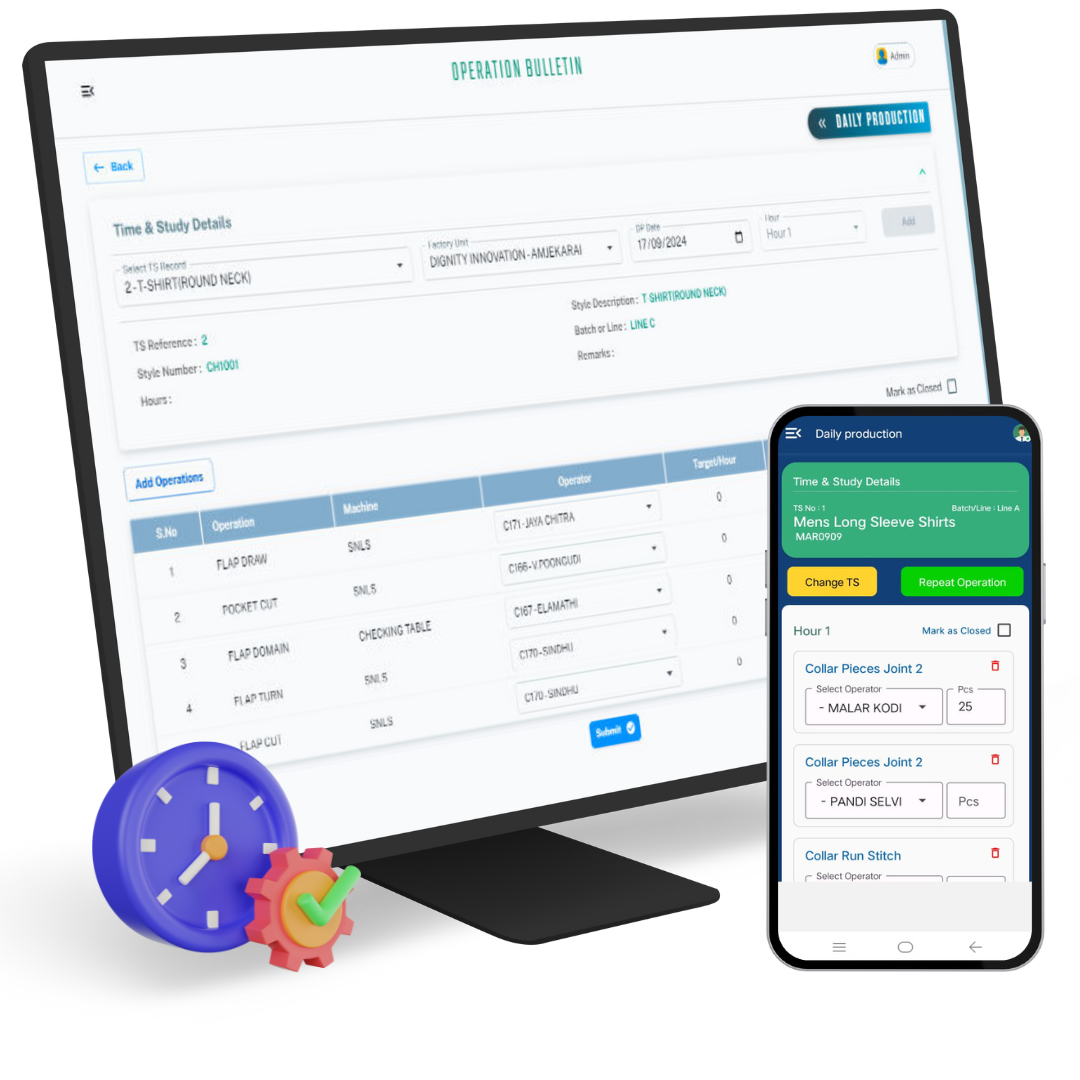 OPERATION BULLETIN
Admin
« DAILY PRODUCTION
← Back
Time & Study Details
Select TS Record
2-T-SHIRT(ROUND NECK)
Factory Unit
DIGNITY INNOVATION-AMJEKARAI
DP Date
17/09/2024
Hour
Hour 1
Add
TS Reference : 2
Style Number : CH1001
Hours :
Style Description : T SHIRT(ROUND NECK)
Batch or Line : LINE C
Remarks :
Mark as Closed
Add Operations
S.No Operation Machine Operator Target/Hour
1 FLAP DRAW SNLS C171-JAYA CHITRA 0
2 POCKET CUT SNLS C166-V.POONGUDI 0
3 FLAP DOMAIN CHECKING TABLE C167-ELAMATHI 0
4 FLAP TURN SNLS C170-SINDHU 0
FLAP CUT SNLS C170-SINDHU 0
Submit
Daily production
Time & Study Details
TS No : 1 Batch/Line : Line A
Mens Long Sleeve Shirts
MAR0909
Change TS Repeat Operation
Hour 1 Mark as Closed
Collar Pieces Joint 2
Select Operator Pcs
- MALAR KODI 25
Collar Pieces Joint 2
Select Operator
- PANDI SELVI Pcs
Collar Run Stitch
Select Operator